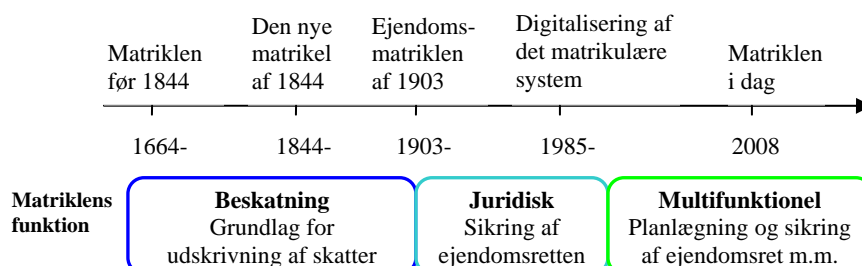 Matriklen
før 1844
Den nye
matrikel
af 1844
Ejendoms-
matriklen
af 1903
Digitalisering af
det matrikulære
system
Matriklen
i dag
1664-
1844-
1903-
1985-
2008
Matriklens
funktion
Beskatning
Grundlag for
udskrivning af skatter
Juridisk
Sikring af
ejendomsretten
Multifunktionel
Planlægning og sikring
af ejendomsret m.m.